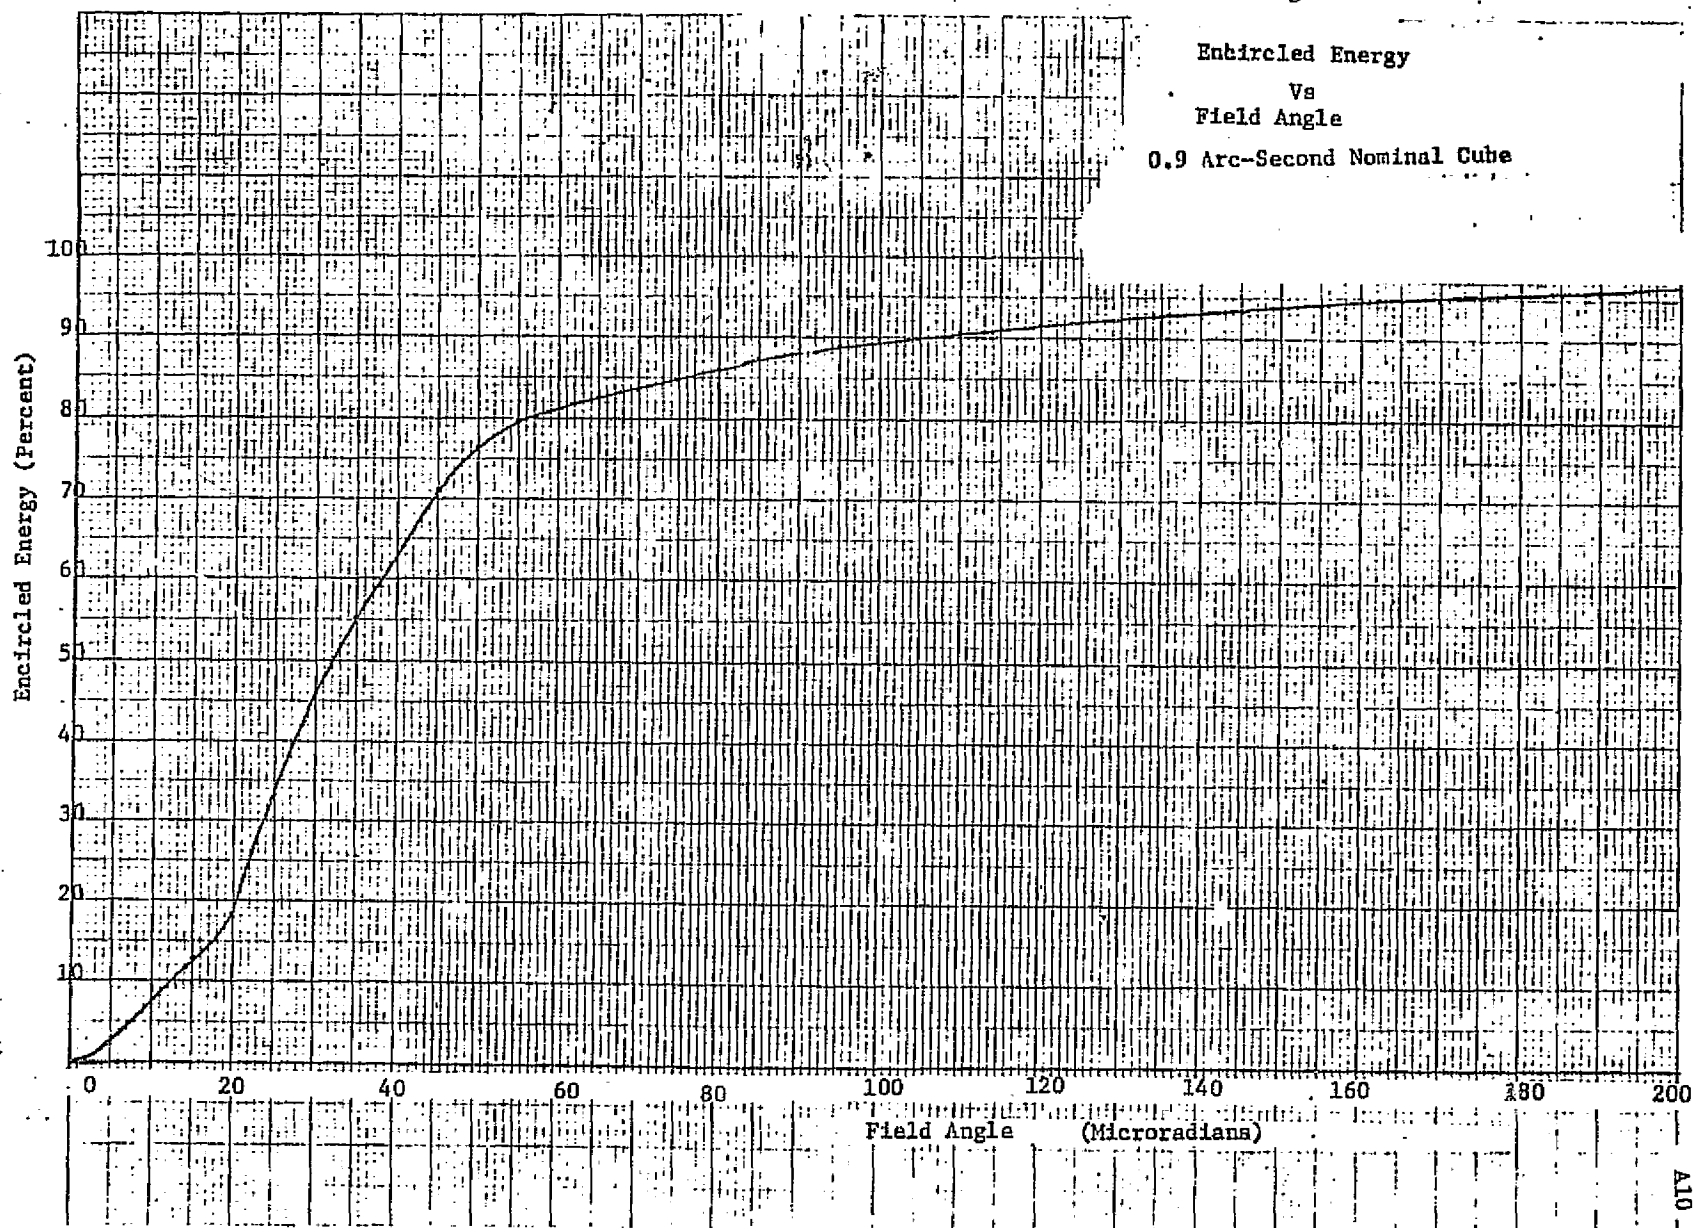 Encircled Energy
Vs
Field Angle
0.9 Arc-Second Nominal Cube
Encircled Energy (Percent)
100
90
80
70
60
50
40
30
20
10
0 20 40 60 80 100 120 140 160 180 200
Field Angle (Microradians)
A10